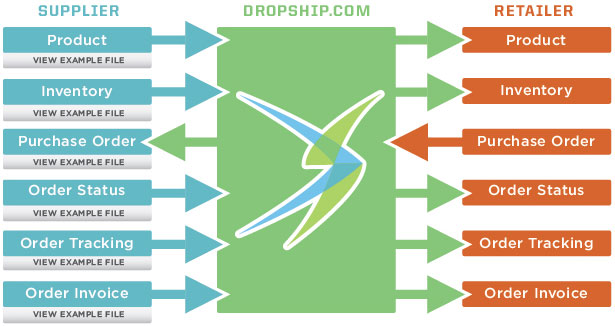 SUPPLIER DROPSHIP.COM RETAILER
Product Product
VIEW EXAMPLE FILE
Inventory Inventory
VIEW EXAMPLE FILE
Purchase Order Purchase Order
VIEW EXAMPLE FILE
Order Status Order Status
VIEW EXAMPLE FILE
Order Tracking Order Tracking
VIEW EXAMPLE FILE
Order Invoice Order Invoice
VIEW EXAMPLE FILE